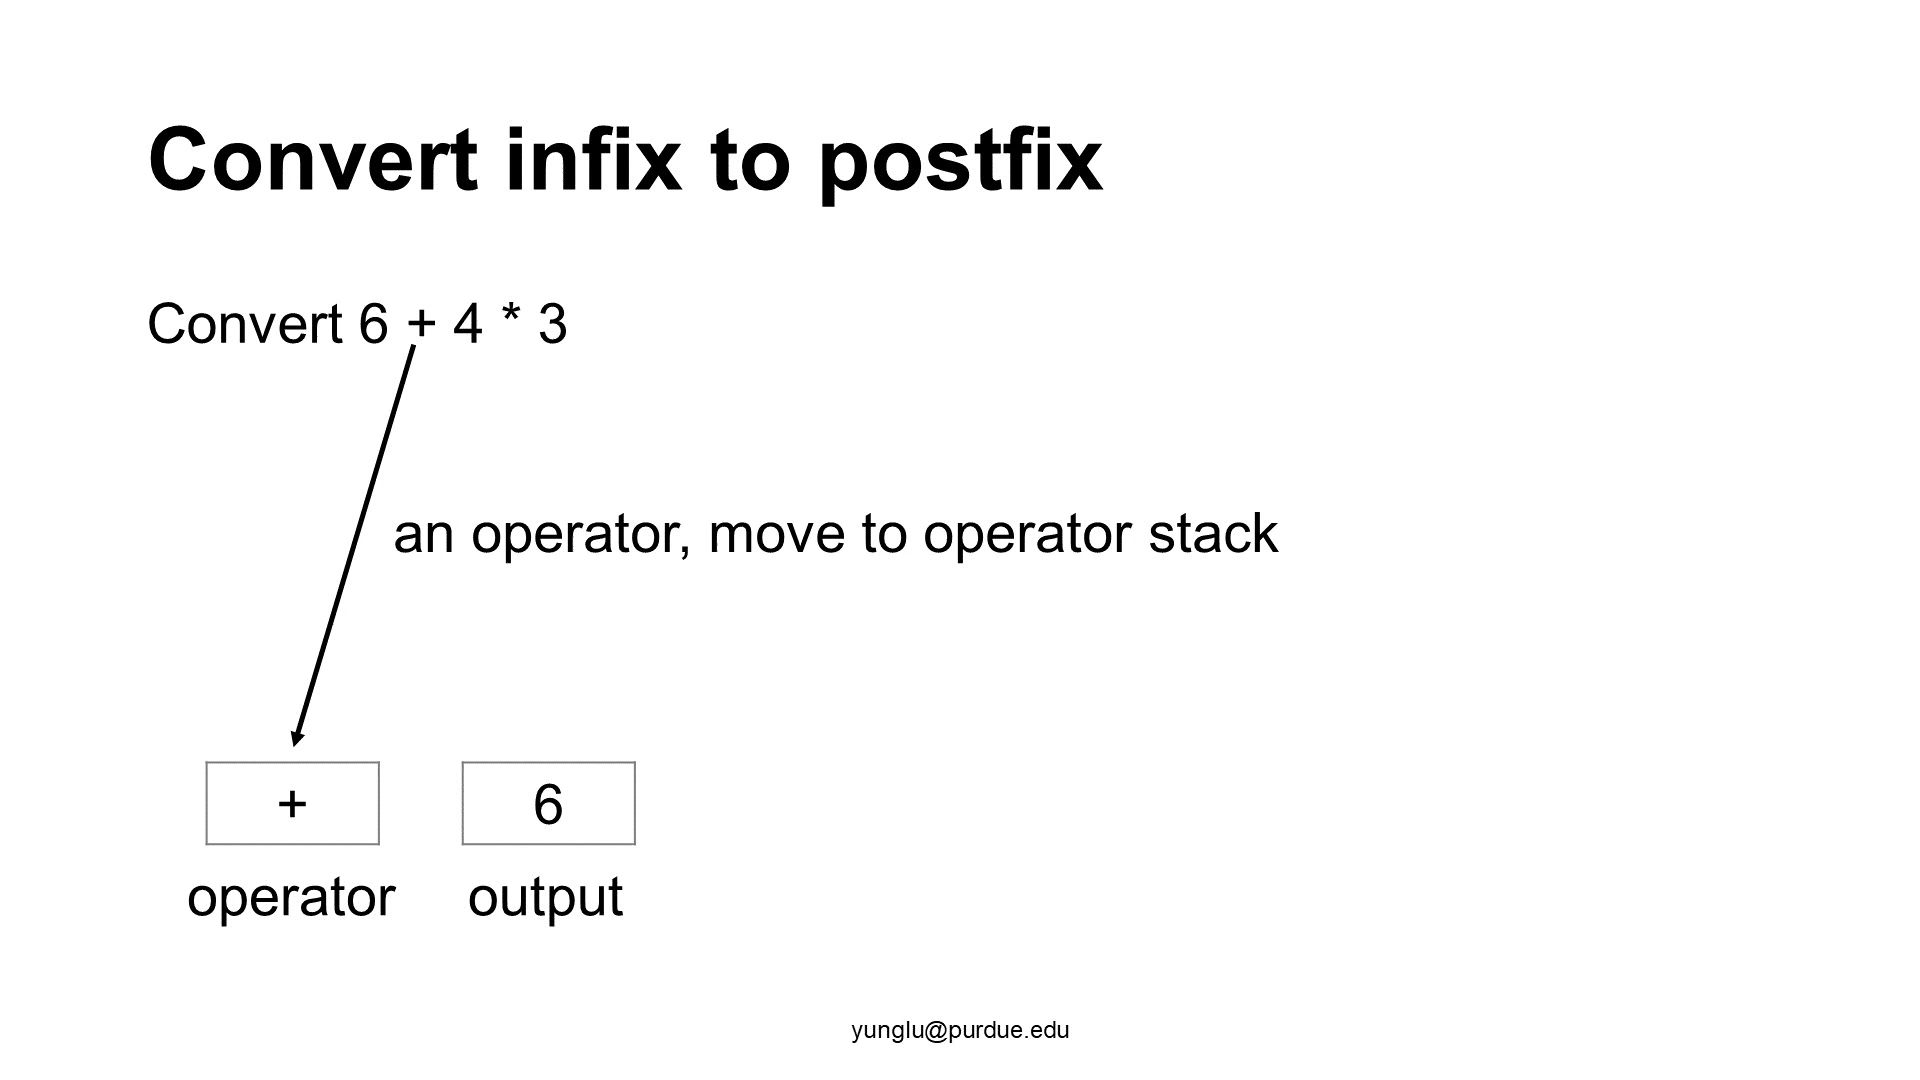 Convert infix to postfix
Convert 6 + 4 * 3
an operator, move to operator stack
+
6
operator
output
yunglu@purdue.edu